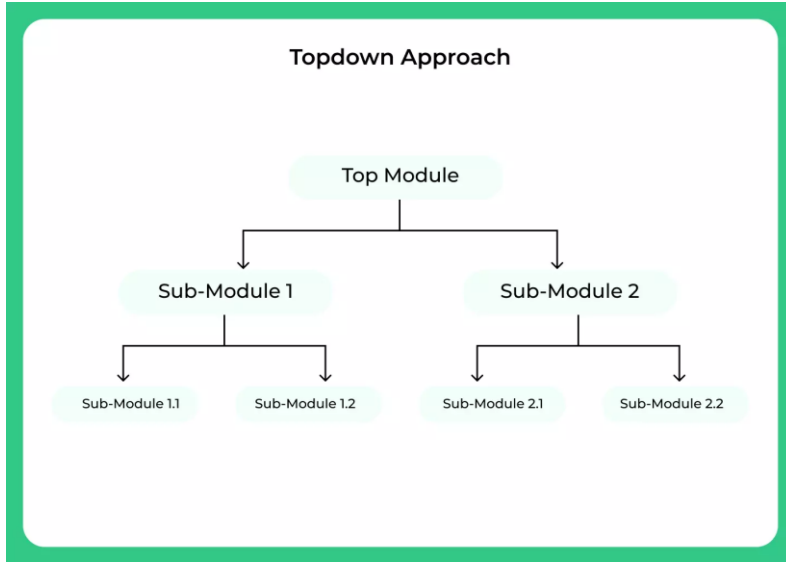 Topdown Approach
Top Module
Sub-Module 1
Sub-Module 2
Sub-Module 1.1
Sub-Module 1.2
Sub-Module 2.1
Sub-Module 2.2